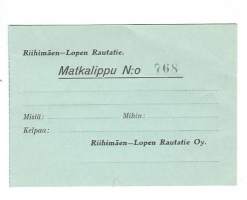 Riihimäen—Lopen Rautatie.
Matkalippu N:o 768
Mistä: Mihin:
Kelpaa:
Riihimäen—Lopen Rautatie Oy.